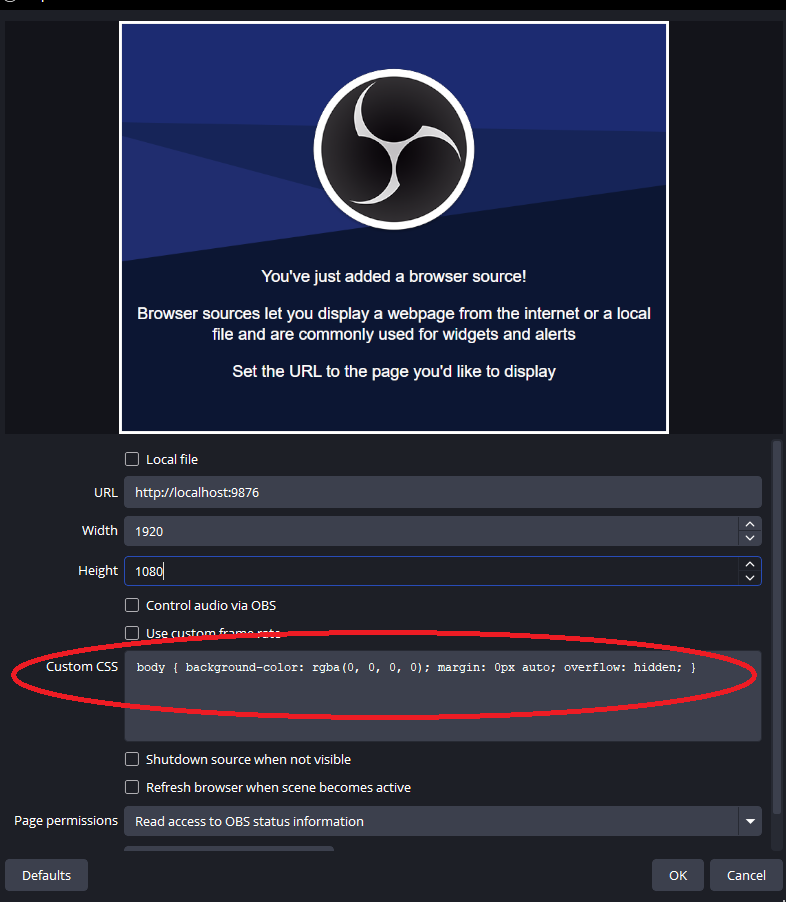 You've just added a browser source!
Browser sources let you display a webpage from the internet or a local
file and are commonly used for widgets and alerts
Set the URL to the page you'd like to display
Local file
URL http://localhost:9876
Width 1920
Height 1080
Control audio via OBS
Use custom frame rate
Custom CSS body { background-color: rgba(0, 0, 0, 0); margin: 0px auto; overflow: hidden; }
Shutdown source when not visible
Refresh browser when scene becomes active
Page permissions Read access to OBS status information
Defaults OK Cancel